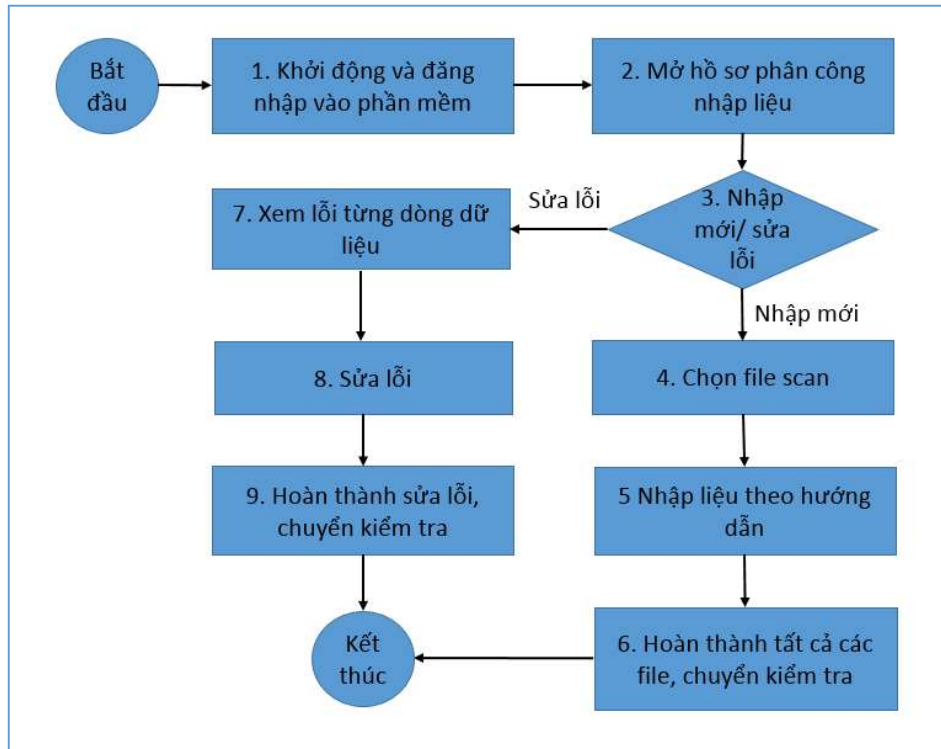 Bắt
đầu
1. Khởi động và đăng
nhập vào phần mềm
2. Mở hồ sơ phân công
nhập liệu
3. Nhập
mới/ sửa
lỗi
Sửa lỗi
7. Xem lỗi từng dòng dữ
liệu
Nhập mới
8. Sửa lỗi
4. Chọn file scan
9. Hoàn thành sửa lỗi,
chuyển kiểm tra
5 Nhập liệu theo hướng
dẫn
Kết
thúc
6. Hoàn thành tất cả các
file, chuyển kiểm tra